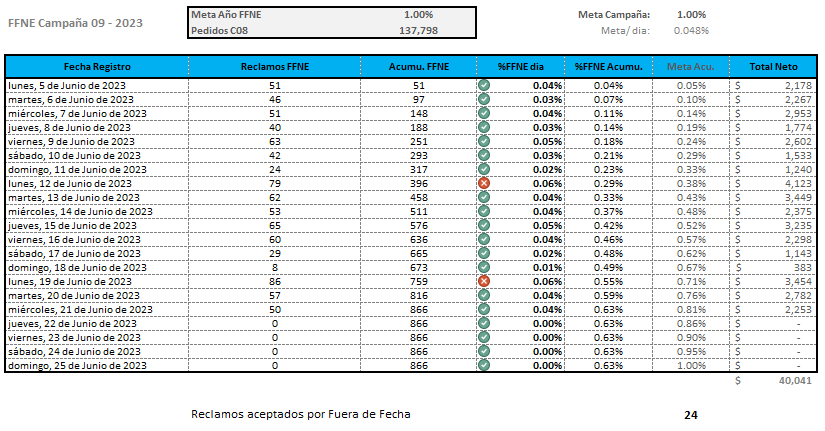 FFNE Campaña 09 - 2023
Meta Año FFNE 1.00% Meta Campaña: 1.00%
Pedidos C08 137,798 Meta/ dia: 0.048%
Fecha Registro Reclamos FFNE Acumu. FFNE %FFNE dia %FFNE Acumu. Meta Acu. Total Neto
lunes, 5 de Junio de 2023 51 51 0.04% 0.04% 0.05% $ 2,178
martes, 6 de Junio de 2023 46 97 0.03% 0.07% 0.10% $ 2,267
miércoles, 7 de Junio de 2023 51 148 0.04% 0.11% 0.14% $ 2,953
jueves, 8 de Junio de 2023 40 188 0.03% 0.14% 0.19% $ 1,774
viernes, 9 de Junio de 2023 63 251 0.05% 0.18% 0.24% $ 2,602
sábado, 10 de Junio de 2023 42 293 0.03% 0.21% 0.29% $ 1,533
domingo, 11 de Junio de 2023 24 317 0.02% 0.23% 0.33% $ 1,240
lunes, 12 de Junio de 2023 79 396 0.06% 0.29% 0.38% $ 4,123
martes, 13 de Junio de 2023 62 458 0.04% 0.33% 0.43% $ 3,449
miércoles, 14 de Junio de 2023 53 511 0.04% 0.37% 0.48% $ 2,375
jueves, 15 de Junio de 2023 65 576 0.05% 0.42% 0.52% $ 3,235
viernes, 16 de Junio de 2023 60 636 0.04% 0.46% 0.57% $ 2,298
sábado, 17 de Junio de 2023 29 665 0.02% 0.48% 0.62% $ 1,143
domingo, 18 de Junio de 2023 8 673 0.01% 0.49% 0.67% $ 383
lunes, 19 de Junio de 2023 86 759 0.06% 0.55% 0.71% $ 3,454
martes, 20 de Junio de 2023 57 816 0.04% 0.59% 0.76% $ 2,782
miércoles, 21 de Junio de 2023 50 866 0.04% 0.63% 0.81% $ 2,253
jueves, 22 de Junio de 2023 0 866 0.00% 0.63% 0.86% $ -
viernes, 23 de Junio de 2023 0 866 0.00% 0.63% 0.90% $ -
sábado, 24 de Junio de 2023 0 866 0.00% 0.63% 0.95% $ -
domingo, 25 de Junio de 2023 0 866 0.00% 0.63% 1.00% $ -
$ 40,041
Reclamos aceptados por Fuera de Fecha 24